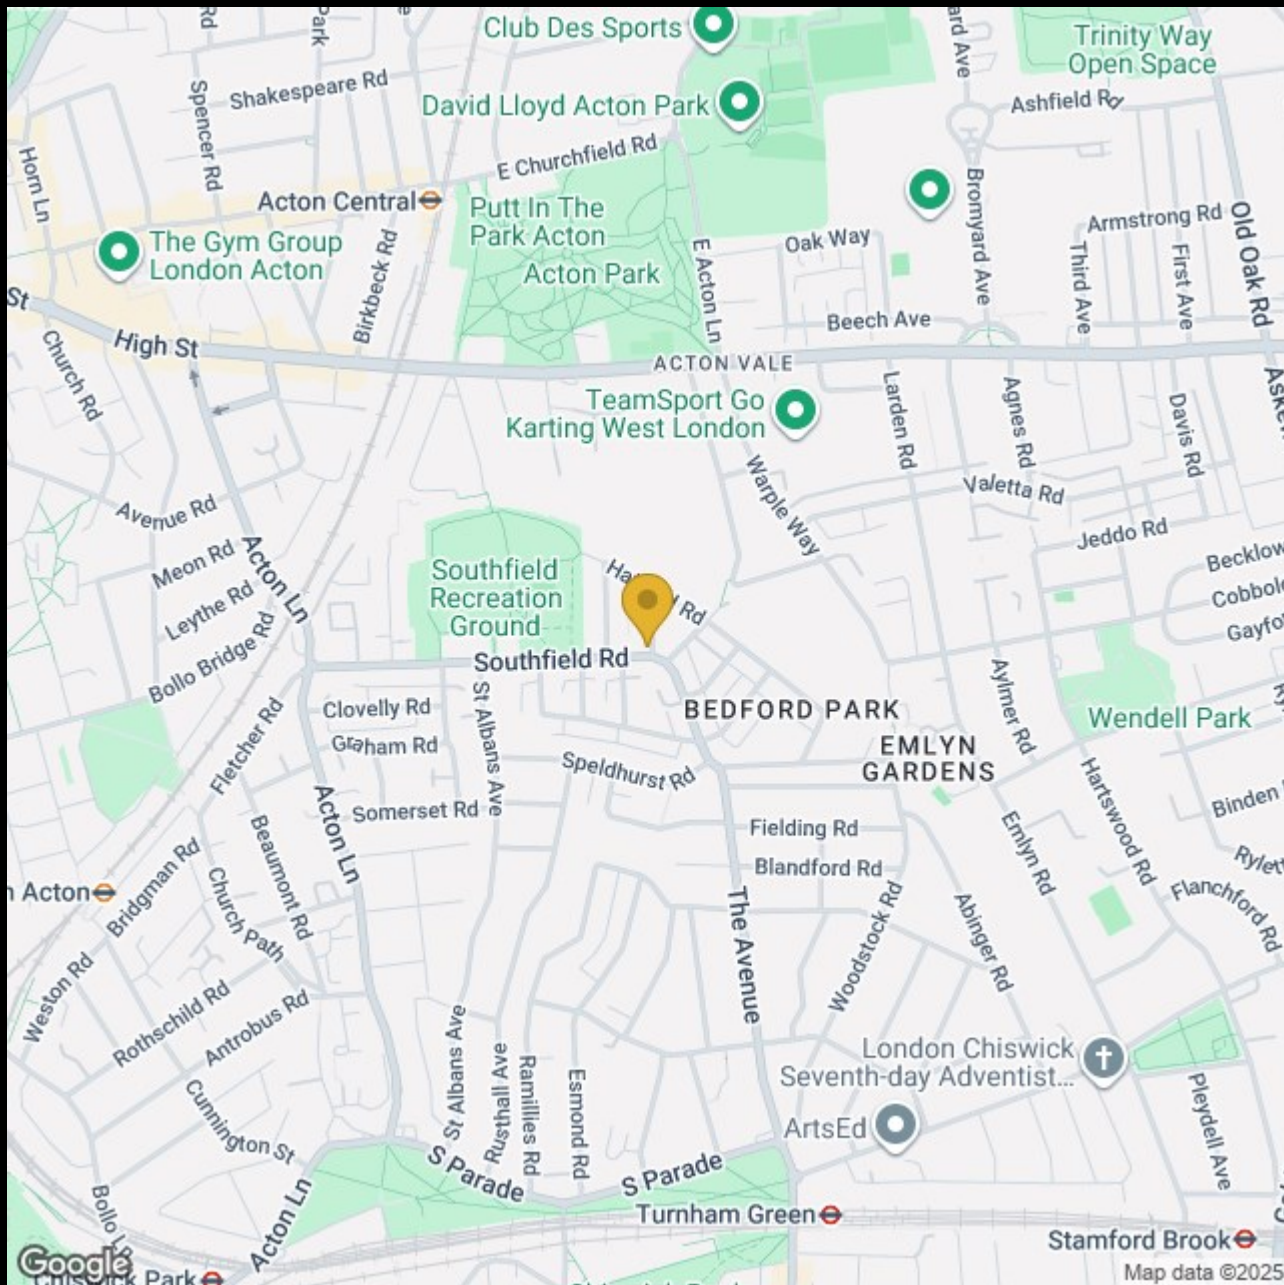 Club Des Sports
Trinity Way
Open Space
Park
Spencer Rd
Shakespeare Rd
David Lloyd Acton Park
Ashfield Rd
E Churchfield Rd
Horn Ln
Acton Central
Putt In The
Park Acton
Acton Park
The Gym Group
London Acton
Birkbeck Rd
E Acton Ln
Oak Way
Bromyard Ave
Armstrong Rd
Third Ave
First Ave
Old Oak Rd
St
High St
Church Rd
Beech Ave
ACTON VALE
TeamSport Go
Karting West London
Larden Rd
Agnes Rd
Davis Rd
Warple Way
Valetta Rd
Avenue Rd
Jeddo Rd
Meon Rd
Acton Ln
Leythe Rd
Bollo Bridge Rd
Southfield
Recreation
Ground
Rd
Southfield Rd
BEDFORD PARK
Aylmer Rd
Wendell Park
Clovelly Rd
Graham Rd
Fletcher Rd
St Albans Ave
Speldhurst Rd
EMLYN
GARDENS
Hartswood Rd
Binden
Somerset Rd
Acton Ln
Beaumont Rd
Fielding Rd
Blandford Rd
Emlyn Rd
Acton
Bridgman Rd
Church Path
The Avenue
Woodstock Rd
Abinger Rd
Flanchford Rd
Weston Rd
Rothschild Rd
Antrobus Rd
St Albans Ave
Rusthall Ave
Ramillies Rd
Esmond Rd
London Chiswick
Seventh-day Adventist...
ArtsEd
Pleydell Ave
Cunnington St
S Parade
S Parade
Acton Ln
Turnham Green
Stamford Brook
Google
Map data ©2025